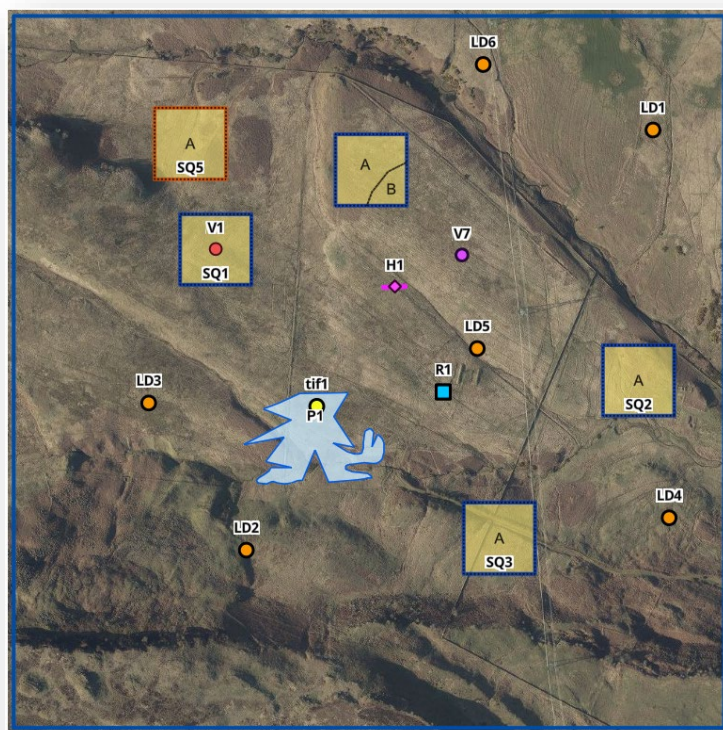 LD6
LD1
A
SQ5
A
B
V1
SQ1
V7
H1
LD5
R1
A
SQ2
LD3
tif1
P1
LD4
A
SQ3
LD2